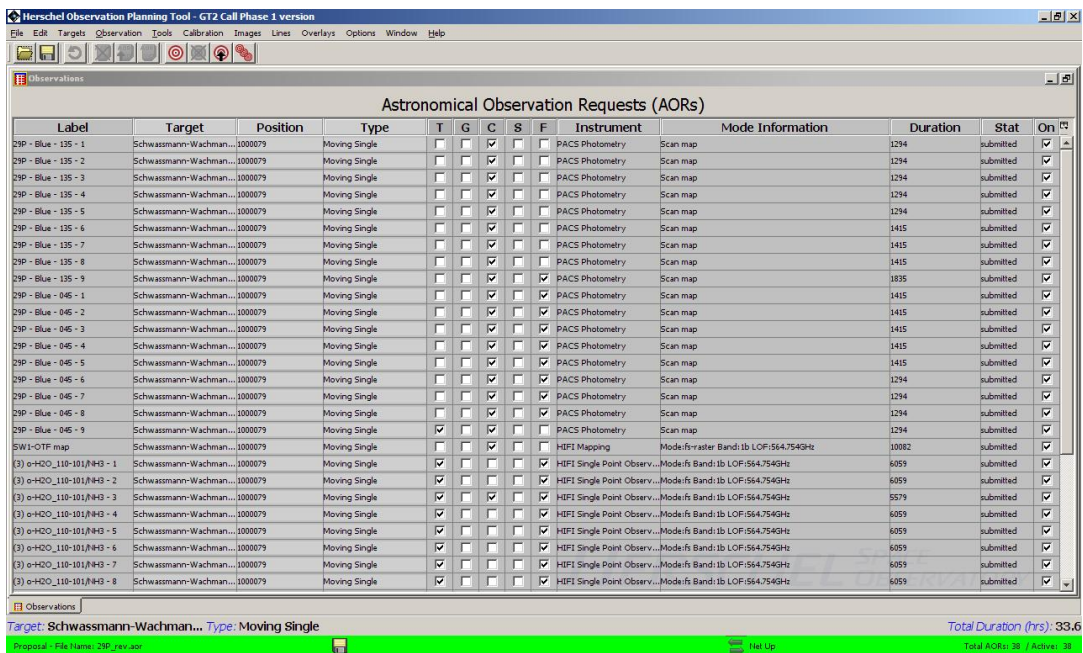 Herschel Observation Planning Tool - GT2 Call Phase 1 version
File Edit Targets Observation Tools Calibration Images Lines Overlays Options Window Help
Observations
Astronomical Observation Requests (AORs)
Label Target Position Type T G C S F Instrument Mode Information Duration Stat On
29P - Blue - 135 - 1 Schwassmann-Wachman... 1000079 Moving Single PACS Photometry Scan map 1294 submitted
29P - Blue - 135 - 2 Schwassmann-Wachman... 1000079 Moving Single PACS Photometry Scan map 1294 submitted
29P - Blue - 135 - 3 Schwassmann-Wachman... 1000079 Moving Single PACS Photometry Scan map 1294 submitted
29P - Blue - 135 - 4 Schwassmann-Wachman... 1000079 Moving Single PACS Photometry Scan map 1294 submitted
29P - Blue - 135 - 5 Schwassmann-Wachman... 1000079 Moving Single PACS Photometry Scan map 1294 submitted
29P - Blue - 135 - 6 Schwassmann-Wachman... 1000079 Moving Single PACS Photometry Scan map 1415 submitted
29P - Blue - 135 - 7 Schwassmann-Wachman... 1000079 Moving Single PACS Photometry Scan map 1415 submitted
29P - Blue - 135 - 8 Schwassmann-Wachman... 1000079 Moving Single PACS Photometry Scan map 1415 submitted
29P - Blue - 135 - 9 Schwassmann-Wachman... 1000079 Moving Single PACS Photometry Scan map 1835 submitted
29P - Blue - 045 - 1 Schwassmann-Wachman... 1000079 Moving Single PACS Photometry Scan map 1415 submitted
29P - Blue - 045 - 2 Schwassmann-Wachman... 1000079 Moving Single PACS Photometry Scan map 1415 submitted
29P - Blue - 045 - 3 Schwassmann-Wachman... 1000079 Moving Single PACS Photometry Scan map 1415 submitted
29P - Blue - 045 - 4 Schwassmann-Wachman... 1000079 Moving Single PACS Photometry Scan map 1415 submitted
29P - Blue - 045 - 5 Schwassmann-Wachman... 1000079 Moving Single PACS Photometry Scan map 1415 submitted
29P - Blue - 045 - 6 Schwassmann-Wachman... 1000079 Moving Single PACS Photometry Scan map 1294 submitted
29P - Blue - 045 - 7 Schwassmann-Wachman... 1000079 Moving Single PACS Photometry Scan map 1294 submitted
29P - Blue - 045 - 8 Schwassmann-Wachman... 1000079 Moving Single PACS Photometry Scan map 1294 submitted
29P - Blue - 045 - 9 Schwassmann-Wachman... 1000079 Moving Single PACS Photometry Scan map 1294 submitted
SW1-OTF map Schwassmann-Wachman... 1000079 Moving Single HIFI Mapping Mode:fs-raster Band:1b LOF:564.754GHz 10082 submitted
(3) o-H2O_110-101/NH3 - 1 Schwassmann-Wachman... 1000079 Moving Single HIFI Single Point Observ... Mode:fs Band:1b LOF:564.754GHz 6059 submitted
(3) o-H2O_110-101/NH3 - 2 Schwassmann-Wachman... 1000079 Moving Single HIFI Single Point Observ... Mode:fs Band:1b LOF:564.754GHz 6059 submitted
(3) o-H2O_110-101/NH3 - 3 Schwassmann-Wachman... 1000079 Moving Single HIFI Single Point Observ... Mode:fs Band:1b LOF:564.754GHz 5579 submitted
(3) o-H2O_110-101/NH3 - 4 Schwassmann-Wachman... 1000079 Moving Single HIFI Single Point Observ... Mode:fs Band:1b LOF:564.754GHz 6059 submitted
(3) o-H2O_110-101/NH3 - 5 Schwassmann-Wachman... 1000079 Moving Single HIFI Single Point Observ... Mode:fs Band:1b LOF:564.754GHz 6059 submitted
(3) o-H2O_110-101/NH3 - 6 Schwassmann-Wachman... 1000079 Moving Single HIFI Single Point Observ... Mode:fs Band:1b LOF:564.754GHz 6059 submitted
(3) o-H2O_110-101/NH3 - 7 Schwassmann-Wachman... 1000079 Moving Single HIFI Single Point Observ... Mode:fs Band:1b LOF:564.754GHz 6059 submitted
(3) o-H2O_110-101/NH3 - 8 Schwassmann-Wachman... 1000079 Moving Single HIFI Single Point Observ... Mode:fs Band:1b LOF:564.754GHz 6059 submitted
Observations
Target: Schwassmann-Wachman... Type: Moving Single Total Duration (hrs): 33.6
Proposal - File Name: 29P_rev.aor Net Up Total AORs: 38 / Active: 38